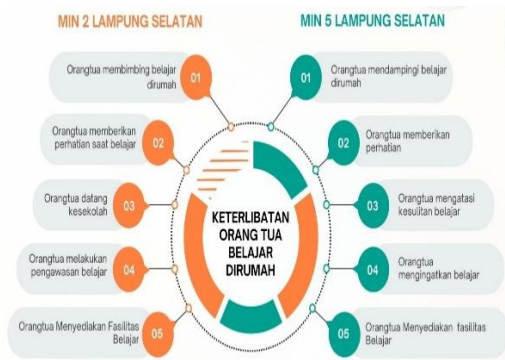 MIN 2 LAMPUNG SELATAN
Orangtua membimbing belajar
dirumah
01
Orangtua memberikan
perhatian saat belajar
02
Orangtua datang
kesekolah
03
Orangtua melakukan
pengawasan belajar
04
Orangtua Menyediakan Fasilitas
Belajar
05
KETERLIBATAN
ORANG TUA
BELAJAR
DIRUMAH
MIN 5 LAMPUNG SELATAN
01
Orangtua mendampingi belajar
dirumah
02
Orangtua memberikan
perhatian
03
Orangtua mengatasi
kesulitan belajar
04
Orangtua
mengingatkan belajar
05
Orangtua Menyediakan fasilitas
Belajar